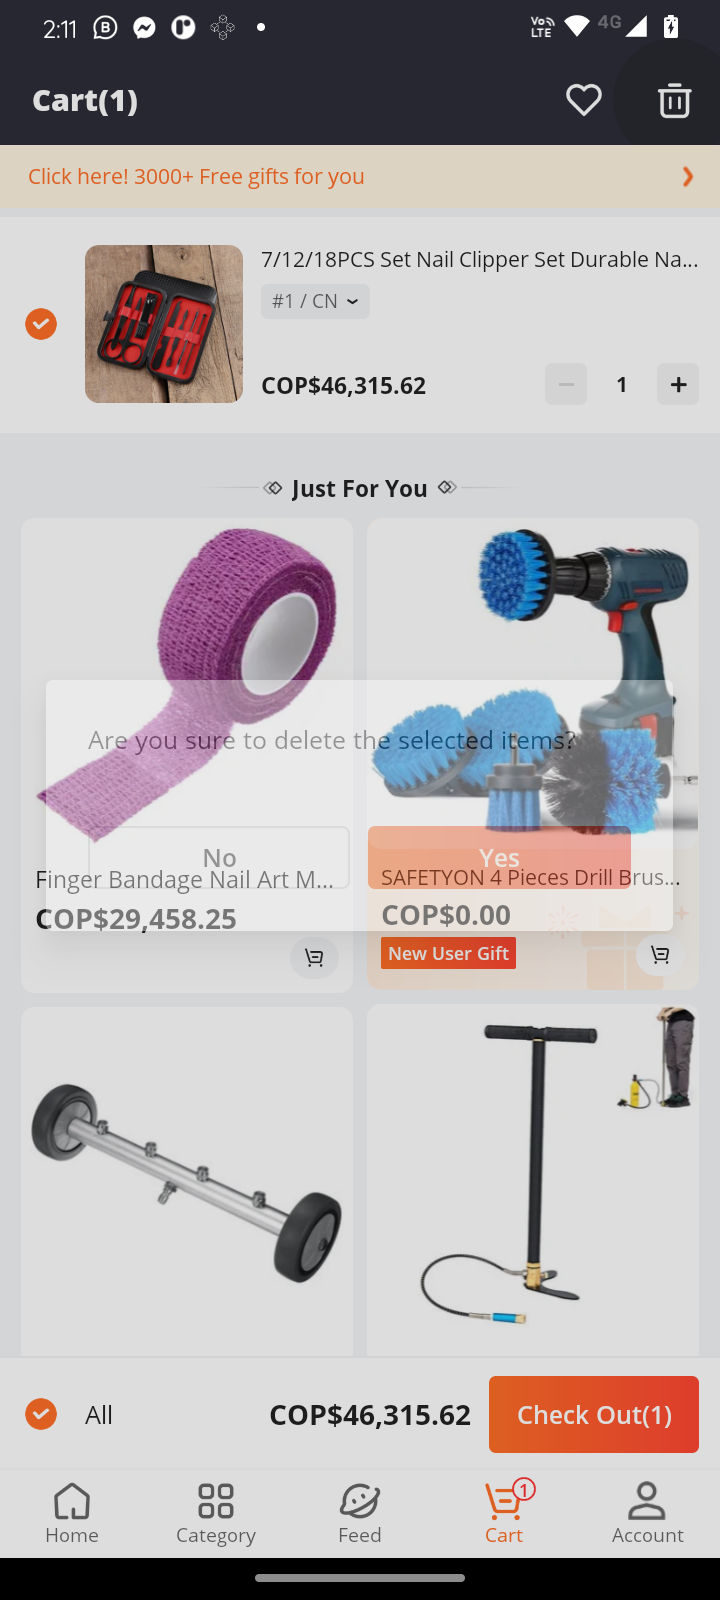 2:11
Vo))
LTE
4G
Cart(1)
Click here! 3000+ Free gifts for you
7/12/18PCS Set Nail Clipper Set Durable Na...
#1 / CN
COP$46,315.62
1
Just For You
Are you sure to delete the selected items?
No
Yes
Finger Bandage Nail Art M...
SAFETYON 4 Pieces Drill Brus...
COP$29,458.25
COP$0.00
New User Gift
All
COP$46,315.62
Check Out(1)
1
Home
Category
Feed
Cart
Account